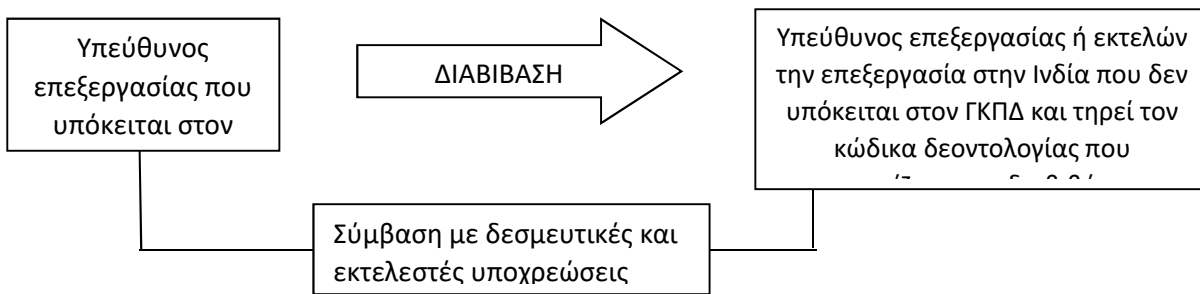 Υπεύθυνος
επεξεργασίας που
υπόκειται στον
ΔΙΑΒΙΒΑΣΗ
Υπεύθυνος επεξεργασίας ή εκτελών
την επεξεργασία στην Ινδία που δεν
υπόκειται στον ΓΚΠΔ και τηρεί τον
κώδικα δεοντολογίας που
Σύμβαση με δεσμευτικές και
εκτελεστές υποχρεώσεις